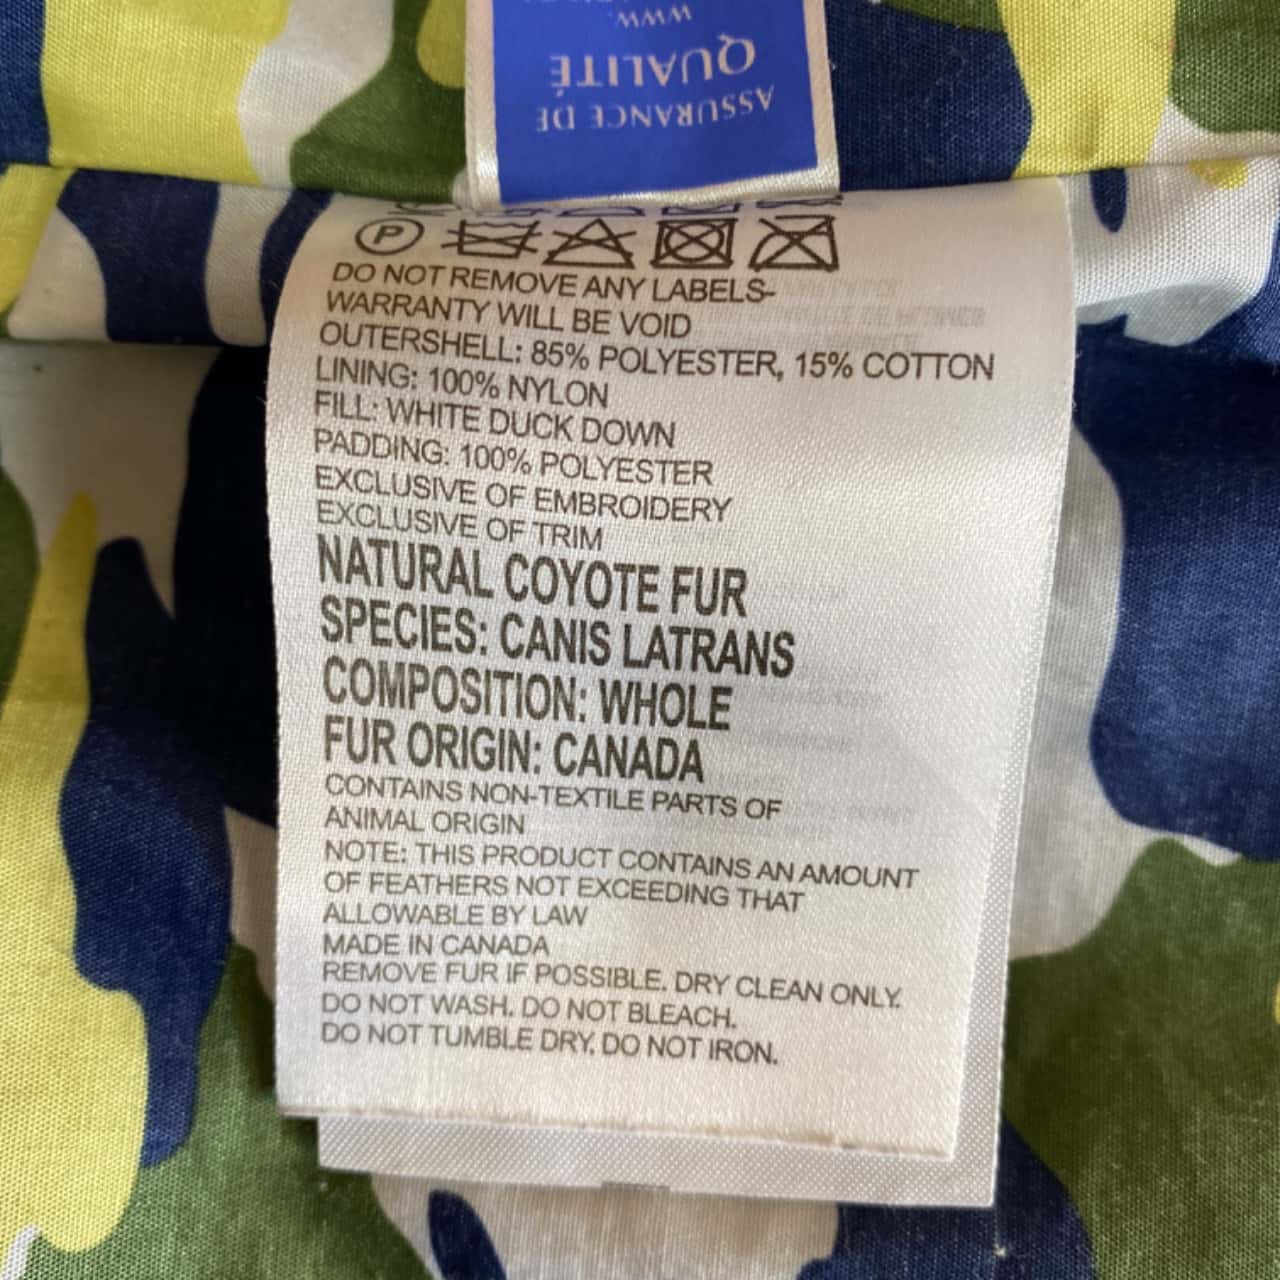 WWW.
QUALITÉ
ASSURANCE DE
P
DO NOT REMOVE ANY LABELS-
WARRANTY WILL BE VOID
OUTERSHELL: 85% POLYESTER, 15% COTTON
LINING: 100% NYLON
FILL: WHITE DUCK DOWN
PADDING: 100% POLYESTER
EXCLUSIVE OF EMBROIDERY
EXCLUSIVE OF TRIM
NATURAL COYOTE FUR
SPECIES: CANIS LATRANS
COMPOSITION: WHOLE
FUR ORIGIN: CANADA
CONTAINS NON-TEXTILE PARTS OF
ANIMAL ORIGIN
NOTE: THIS PRODUCT CONTAINS AN AMOUNT
OF FEATHERS NOT EXCEEDING THAT
ALLOWABLE BY LAW
MADE IN CANADA
REMOVE FUR IF POSSIBLE. DRY CLEAN ONLY.
DO NOT WASH. DO NOT BLEACH.
DO NOT TUMBLE DRY. DO NOT IRON.